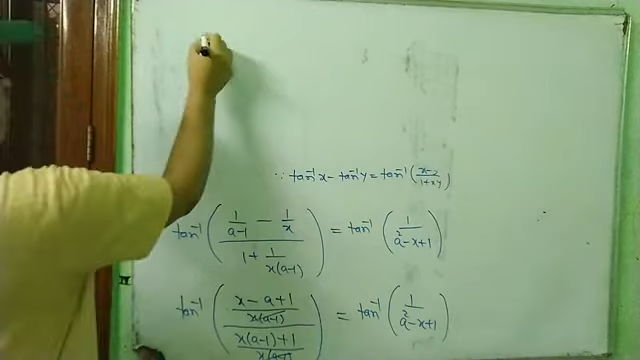 ∵ tan⁻¹x - tan⁻¹y = tan⁻¹((x-y)/(1+xy))
tan⁻¹((1/(a-1) - 1/x)/(1 + 1/(x(a-1)))) = tan⁻¹(1/(a²-x+1))
tan⁻¹(((x-a+1)/(x(a-1)))/((x(a-1)+1)/(x(a-1)))) = tan⁻¹(1/(a²-x+1))